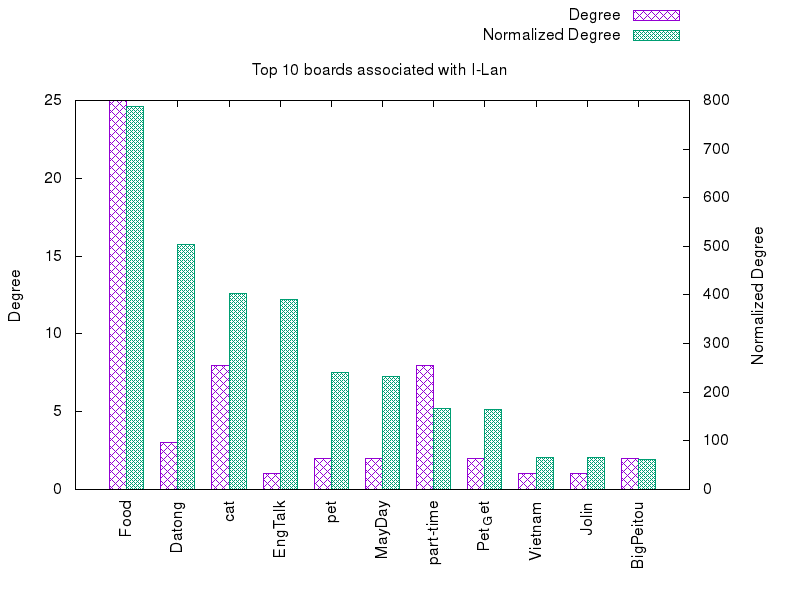 Degree
Normalized Degree
Top 10 boards associated with I-Lan
25
20
15
10
5
0
Degree
800
700
600
500
400
300
200
100
0
Normalized Degree
Food
Datong
cat
EngTalk
pet
MayDay
part-time
PetGet
Vietnam
Jolin
BigPeitou